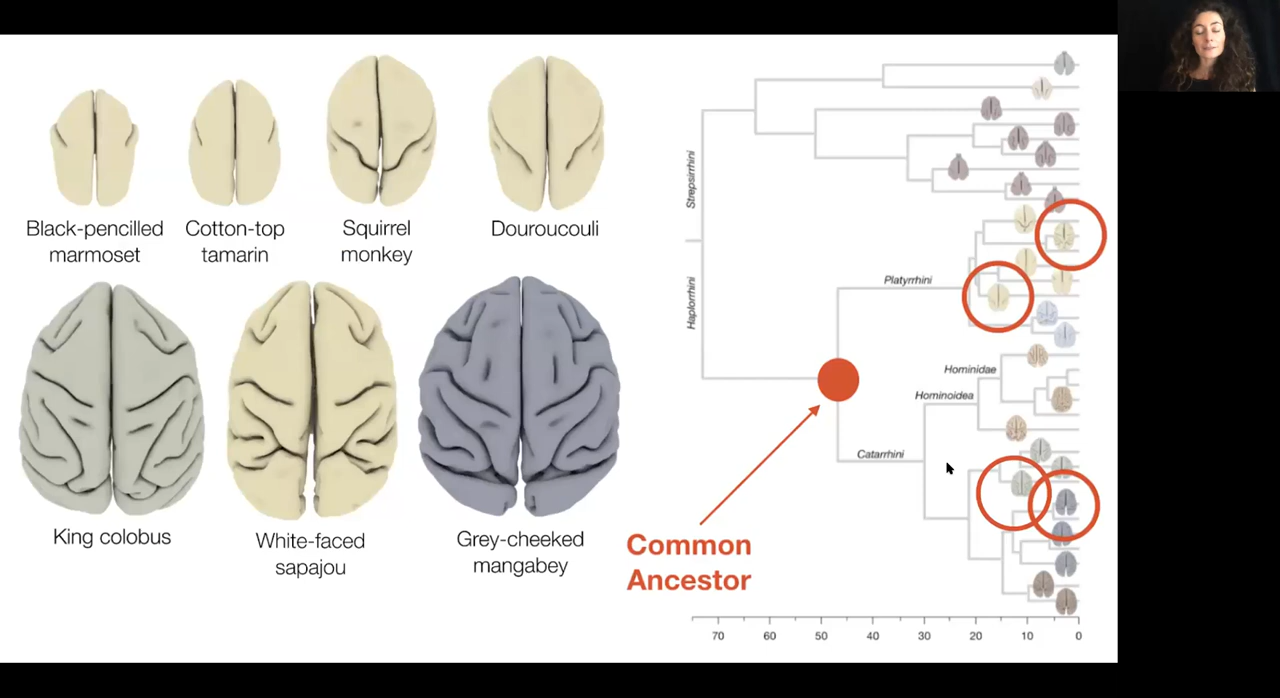 Black-pencilled
marmoset
Cotton-top
tamarin
Squirrel
monkey
Douroucouli
King colobus
White-faced
sapajou
Grey-cheeked
mangabey
Strepsirrhini
Haplorrhini
Platyrrhini
Hominidae
Hominoidea
Catarrhini
Common
Ancestor
70 60 50 40 30 20 10 0